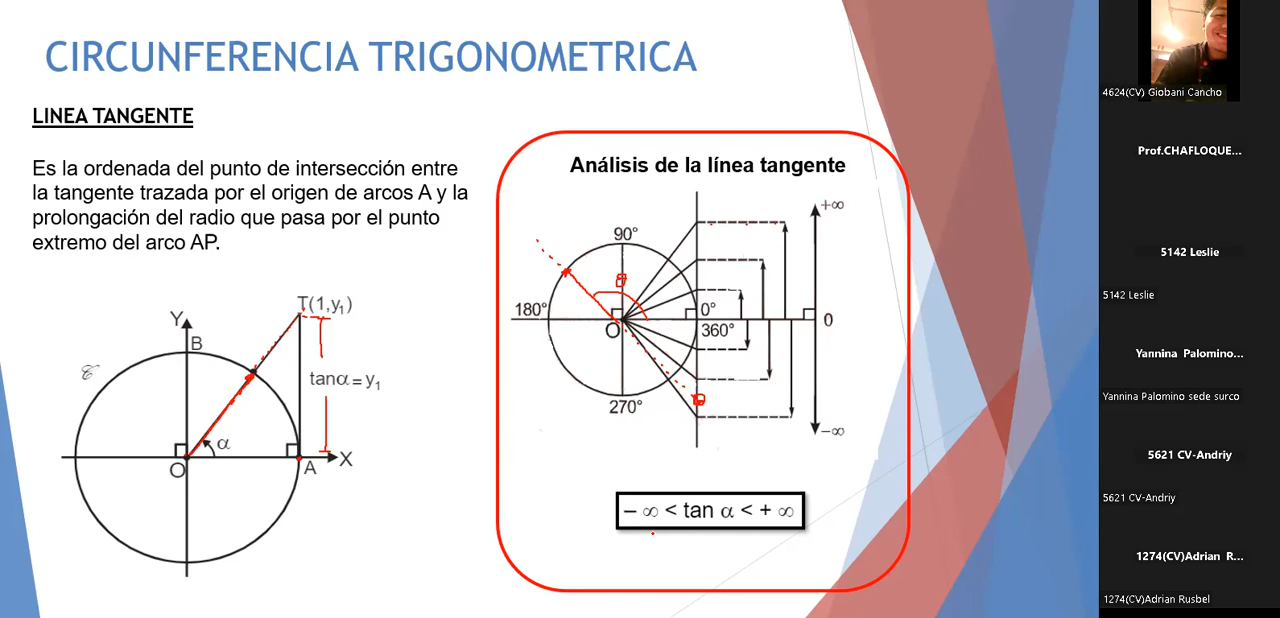 CIRCUNFERENCIA TRIGONOMETRICA
LINEA TANGENTE
Es la ordenada del punto de intersección entre
la tangente trazada por el origen de arcos A y la
prolongación del radio que pasa por el punto
extremo del arco AP.
Y
B
T(1,y₁)
𝒞
tanα = y₁
α
O
A
X
Análisis de la línea tangente
+∞
90°
θ
180°
0°
0
O
360°
270°
−∞
− ∞ < tan α < + ∞
4624(CV) Giobani Cancho
Prof.CHAFLOQUE...
5142 Leslie
5142 Leslie
Yannina Palomino...
Yannina Palomino sede surco
5621 CV-Andriy
5621 CV-Andriy
1274(CV)Adrian R...
1274(CV)Adrian Rusbel